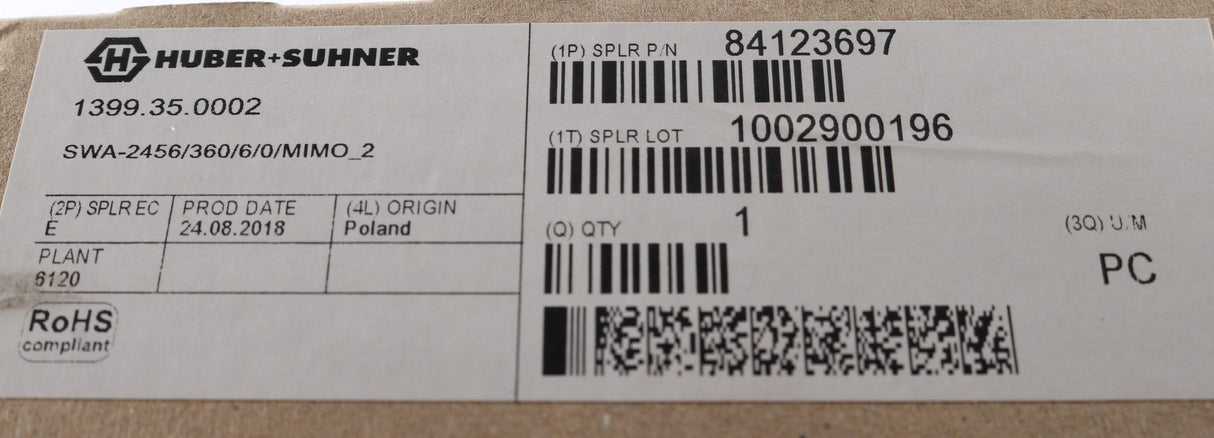 HUBER+SUHNER
1399.35.0002
SWA-2456/360/6/0/MIMO_2
(2P) SPLR EC
E
PROD DATE
24.08.2018
(4L) ORIGIN
Poland
PLANT
6120
RoHS
compliant
(1P) SPLR P/N 84123697
(1T) SPLR LOT 1002900196
(Q) QTY 1
(3Q) U/M
PC